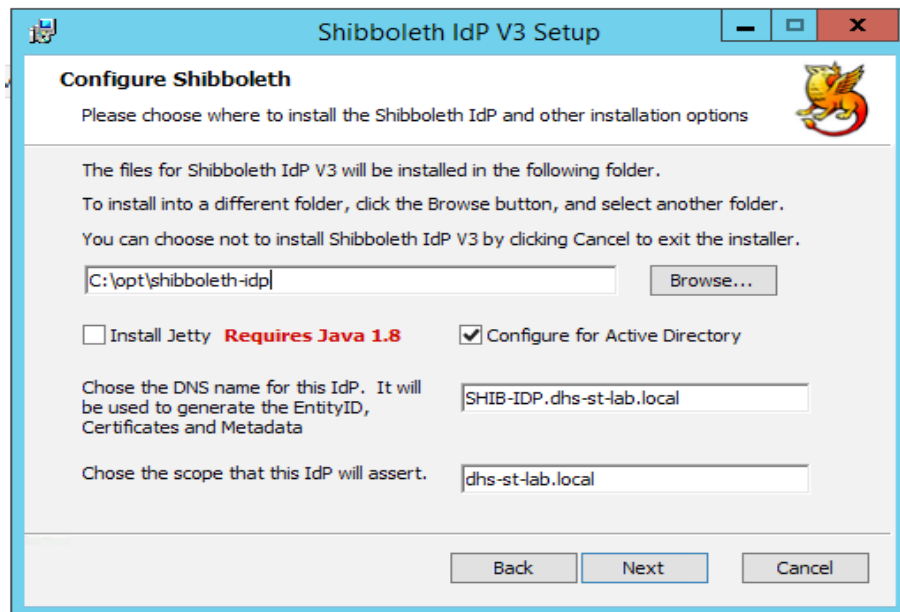 Shibboleth IdP V3 Setup
Configure Shibboleth
Please choose where to install the Shibboleth IdP and other installation options
The files for Shibboleth IdP V3 will be installed in the following folder.
To install into a different folder, click the Browse button, and select another folder.
You can choose not to install Shibboleth IdP V3 by clicking Cancel to exit the installer.
C:\opt\shibboleth-idp
Browse...
Install Jetty Requires Java 1.8
Configure for Active Directory
Chose the DNS name for this IdP. It will
be used to generate the EntityID,
Certificates and Metadata
SHIB-IDP.dhs-st-lab.local
Chose the scope that this IdP will assert.
dhs-st-lab.local
Back
Next
Cancel